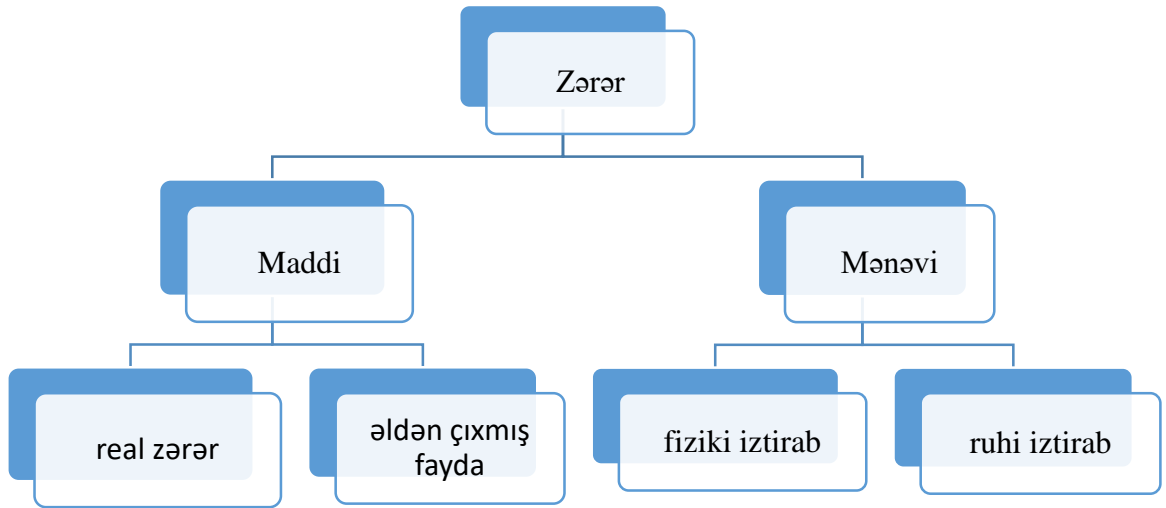 Zərər
Maddi
Mənəvi
real zərər
əldən çıxmış
fayda
fiziki iztirab
ruhi iztirab